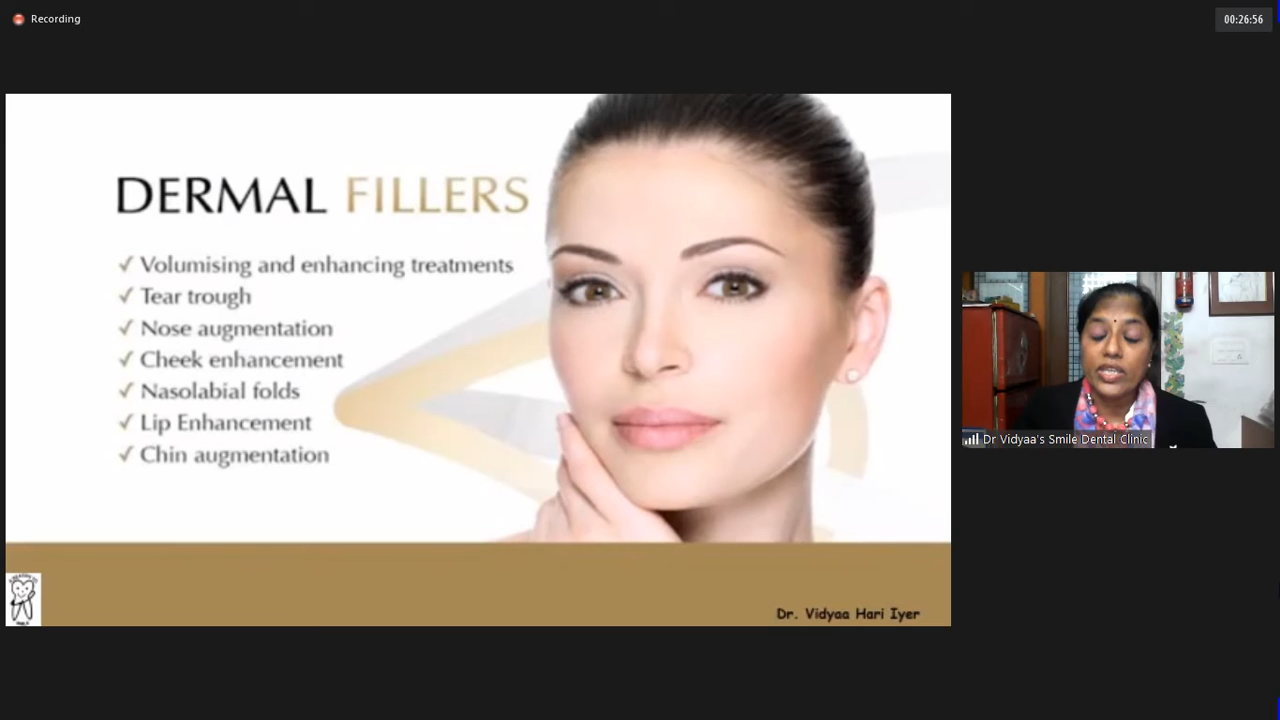 Recording
00:26:56
DERMAL FILLERS
✓ Volumising and enhancing treatments
✓ Tear trough
✓ Nose augmentation
✓ Cheek enhancement
✓ Nasolabial folds
✓ Lip Enhancement
✓ Chin augmentation
Dr Vidyaa's Smile Dental Clinic
Dr. Vidyaa Hari Iyer